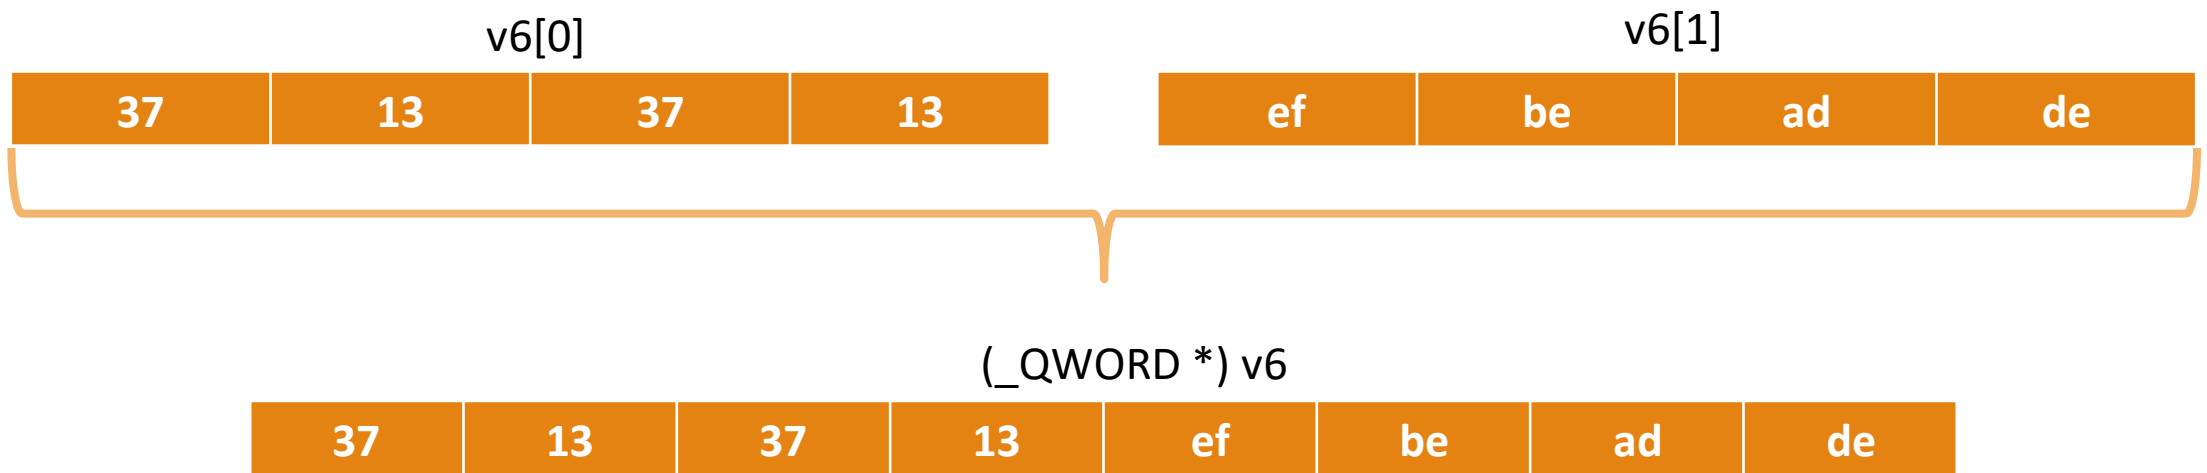 v6[0] v6[1]
37 13 37 13 ef be ad de
(_QWORD *) v6
37 13 37 13 ef be ad de